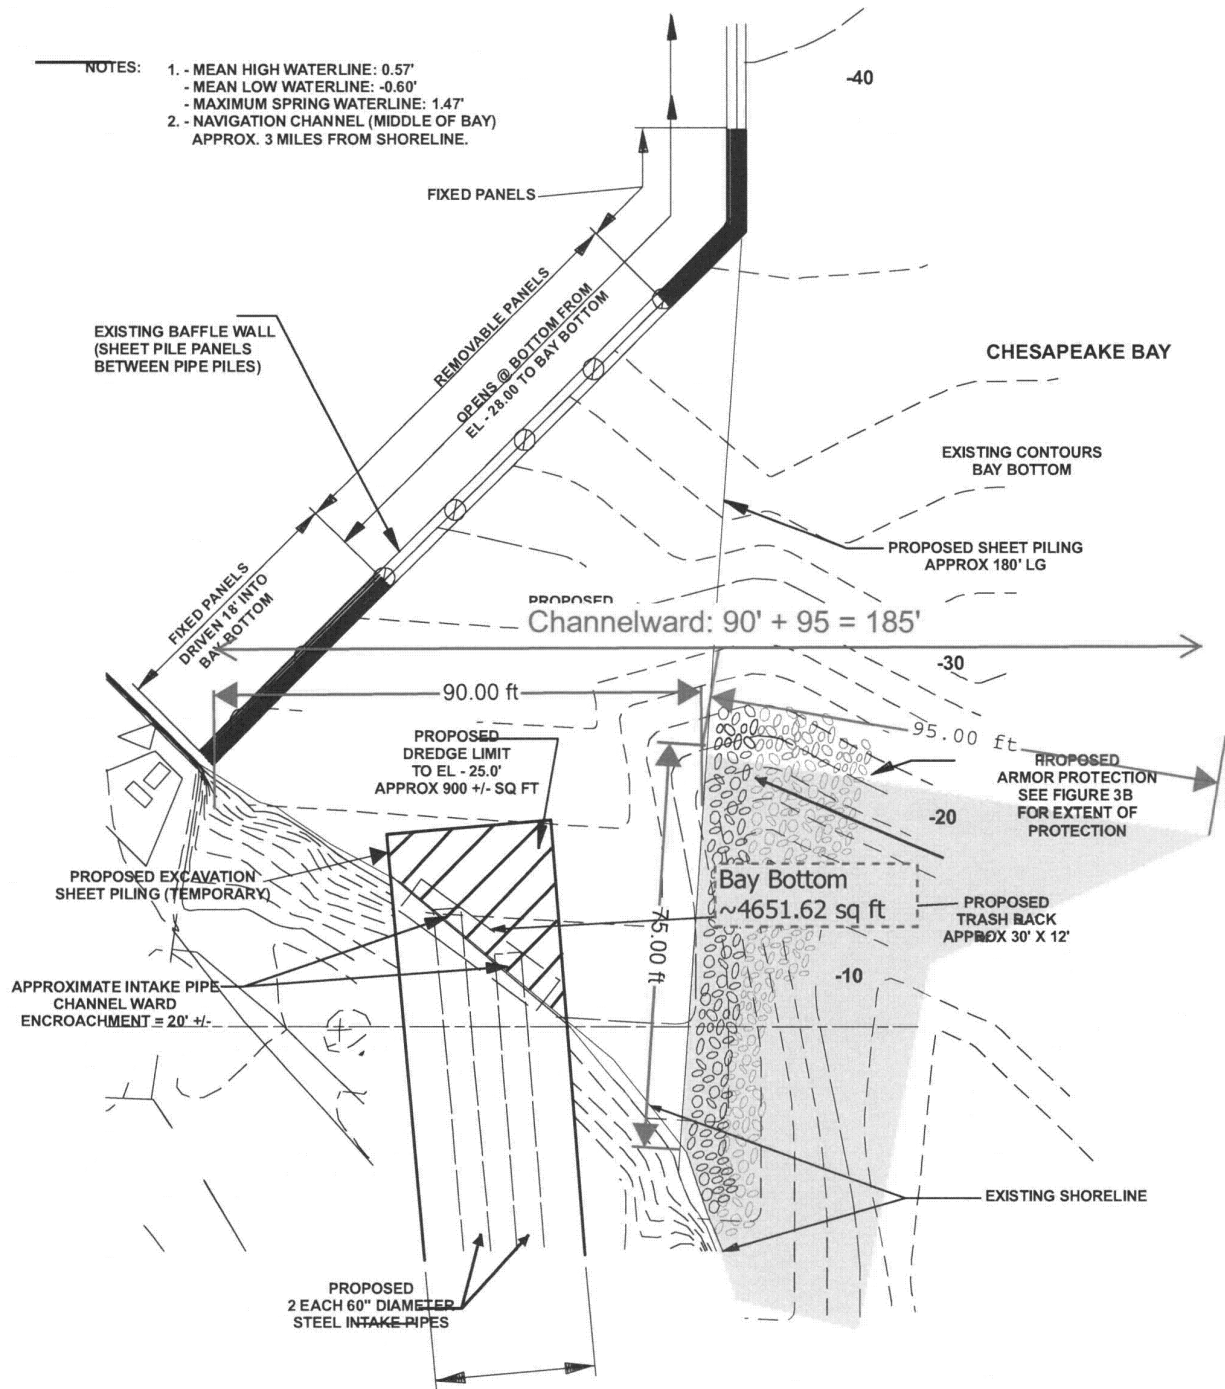 NOTES: 1. - MEAN HIGH WATERLINE: 0.57'
- MEAN LOW WATERLINE: -0.60'
- MAXIMUM SPRING WATERLINE: 1.47'
2. - NAVIGATION CHANNEL (MIDDLE OF BAY)
APPROX. 3 MILES FROM SHORELINE.
-40
FIXED PANELS
REMOVABLE PANELS
OPENS @ BOTTOM FROM
EL - 28.00 TO BAY BOTTOM
EXISTING BAFFLE WALL
(SHEET PILE PANELS
BETWEEN PIPE PILES)
CHESAPEAKE BAY
EXISTING CONTOURS
BAY BOTTOM
PROPOSED SHEET PILING
APPROX 180' LG
FIXED PANELS
DRIVEN 18' INTO
BAY BOTTOM
PROPOSED
Channelward: 90' + 95 = 185'
-30
90.00 ft
95.00 ft
PROPOSED
DREDGE LIMIT
TO EL - 25.0'
APPROX 900 +/- SQ FT
PROPOSED
ARMOR PROTECTION
SEE FIGURE 3B
FOR EXTENT OF
PROTECTION
-20
PROPOSED EXCAVATION
SHEET PILING (TEMPORARY)
Bay Bottom
~4651.62 sq ft
75.00 ft
PROPOSED
TRASH RACK
APPROX 30' X 12'
-10
APPROXIMATE INTAKE PIPE
CHANNEL WARD
ENCROACHMENT = 20' +/-
EXISTING SHORELINE
PROPOSED
2 EACH 60" DIAMETER
STEEL INTAKE PIPES